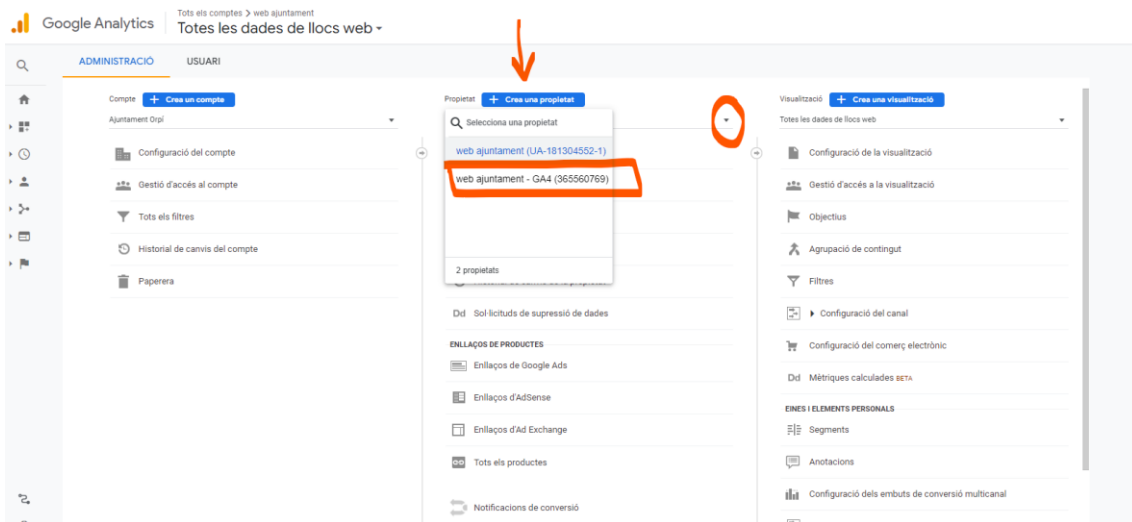 Google Analytics
Tots els comptes > web ajuntament
Totes les dades de llocs web
ADMINISTRACIÓ
USUARI
Compte
+ Crea un compte
Ajuntament Orpí
Configuració del compte
Gestió d'accés al compte
Tots els filtres
Historial de canvis del compte
Paperera
Propietat
+ Crea una propietat
Selecciona una propietat
web ajuntament (UA-181304552-1)
web ajuntament - GA4 (365560769)
2 propietats
Dd Sol·licituds de supressió de dades
ENLLAÇOS DE PRODUCTES
Enllaços de Google Ads
Enllaços d'AdSense
Enllaços d'Ad Exchange
Tots els productes
Notificacions de conversió
Visualització
+ Crea una visualització
Totes les dades de llocs web
Configuració de la visualització
Gestió d'accés a la visualització
Objectius
Agrupació de contingut
Filtres
Configuració del canal
Configuració del comerç electrònic
Dd Mètriques calculades BETA
EINES I ELEMENTS PERSONALS
Segments
Anotacions
Configuració dels embuts de conversió multicanal